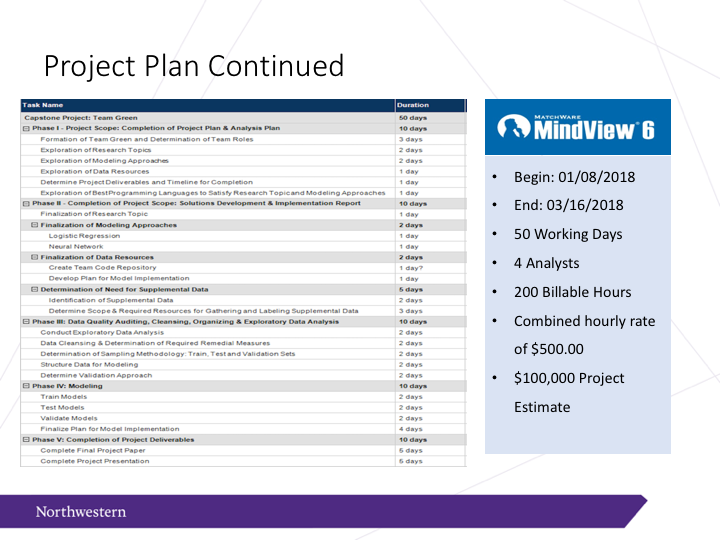 Project Plan Continued
Task Name Duration
Capstone Project: Team Green 50 days
Phase I - Project Scope: Completion of Project Plan & Analysis Plan 10 days
Formation of Team Green and Determination of Team Roles 3 days
Exploration of Research Topics 2 days
Exploration of Modeling Approaches 2 days
Exploration of Data Resources 1 day
Determine Project Deliverables and Timeline for Completion 1 day
Exploration of Best Programming Languages to Satisfy Research Topic and Modeling Approaches 1 day
Phase II - Completion of Project Scope: Solutions Development & Implementation Report 10 days
Finalization of Research Topic 1 day
Finalization of Modeling Approaches 2 days
Logistic Regression 1 day
Neural Network 1 day
Finalization of Data Resources 2 days
Create Team Code Repository 1 day?
Develop Plan for Model Implementation 1 day
Determination of Need for Supplemental Data 5 days
Identification of Supplemental Data 2 days
Determine Scope & Required Resources for Gathering and Labeling Supplemental Data 3 days
Phase III: Data Quality Auditing, Cleansing, Organizing & Exploratory Data Analysis 10 days
Conduct Exploratory Data Analysis 2 days
Data Cleansing & Determination of Required Remedial Measures 2 days
Determination of Sampling Methodology: Train, Test and Validation Sets 2 days
Structure Data for Modeling 2 days
Determine Validation Approach 2 days
Phase IV: Modeling 10 days
Train Models 2 days
Test Models 2 days
Validate Models 2 days
Finalize Plan for Model Implementation 4 days
Phase V: Completion of Project Deliverables 10 days
Complete Final Project Paper 5 days
Complete Project Presentation 5 days
MATCHWARE
MindView® 6
• Begin: 01/08/2018
• End: 03/16/2018
• 50 Working Days
• 4 Analysts
• 200 Billable Hours
• Combined hourly rate
of $500.00
• $100,000 Project
Estimate
Northwestern